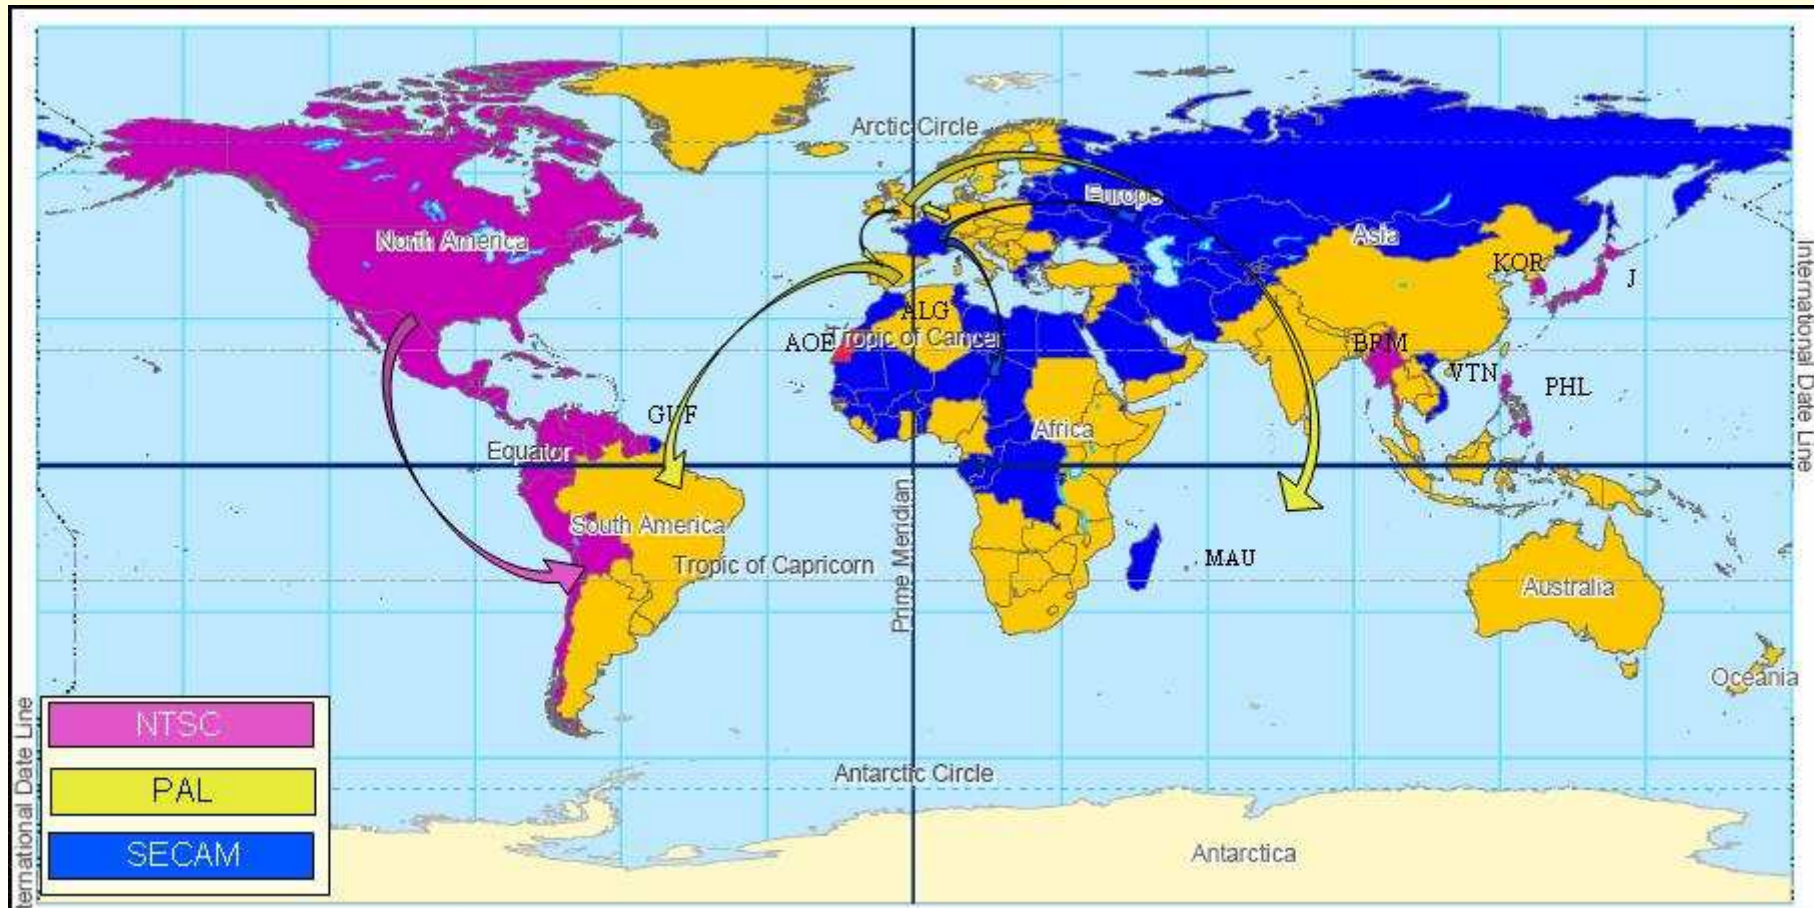 Arctic Circle
Europe
North America
Asia
KOR
J
International Date Line
ALG
AOE
Tropic of Cancer
BRM
VTN
PHL
GUF
Africa
Equator
South America
Prime Meridian
MAU
Tropic of Capricorn
Australia
Oceania
International Date Line
NTSC
PAL
SECAM
Antarctic Circle
Antarctica